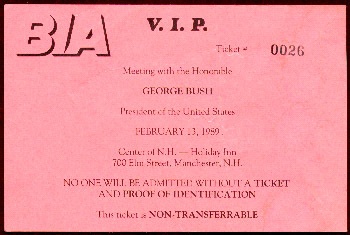 BIA
V. I. P.
Ticket # 0026
Meeting with the Honorable
GEORGE BUSH
President of the United States
FEBRUARY 13, 1989
Center of N.H. — Holiday Inn
700 Elm Street, Manchester, N.H.
NO ONE WILL BE ADMITTED WITHOUT A TICKET
AND PROOF OF IDENTIFICATION
This ticket is NON-TRANSFERRABLE